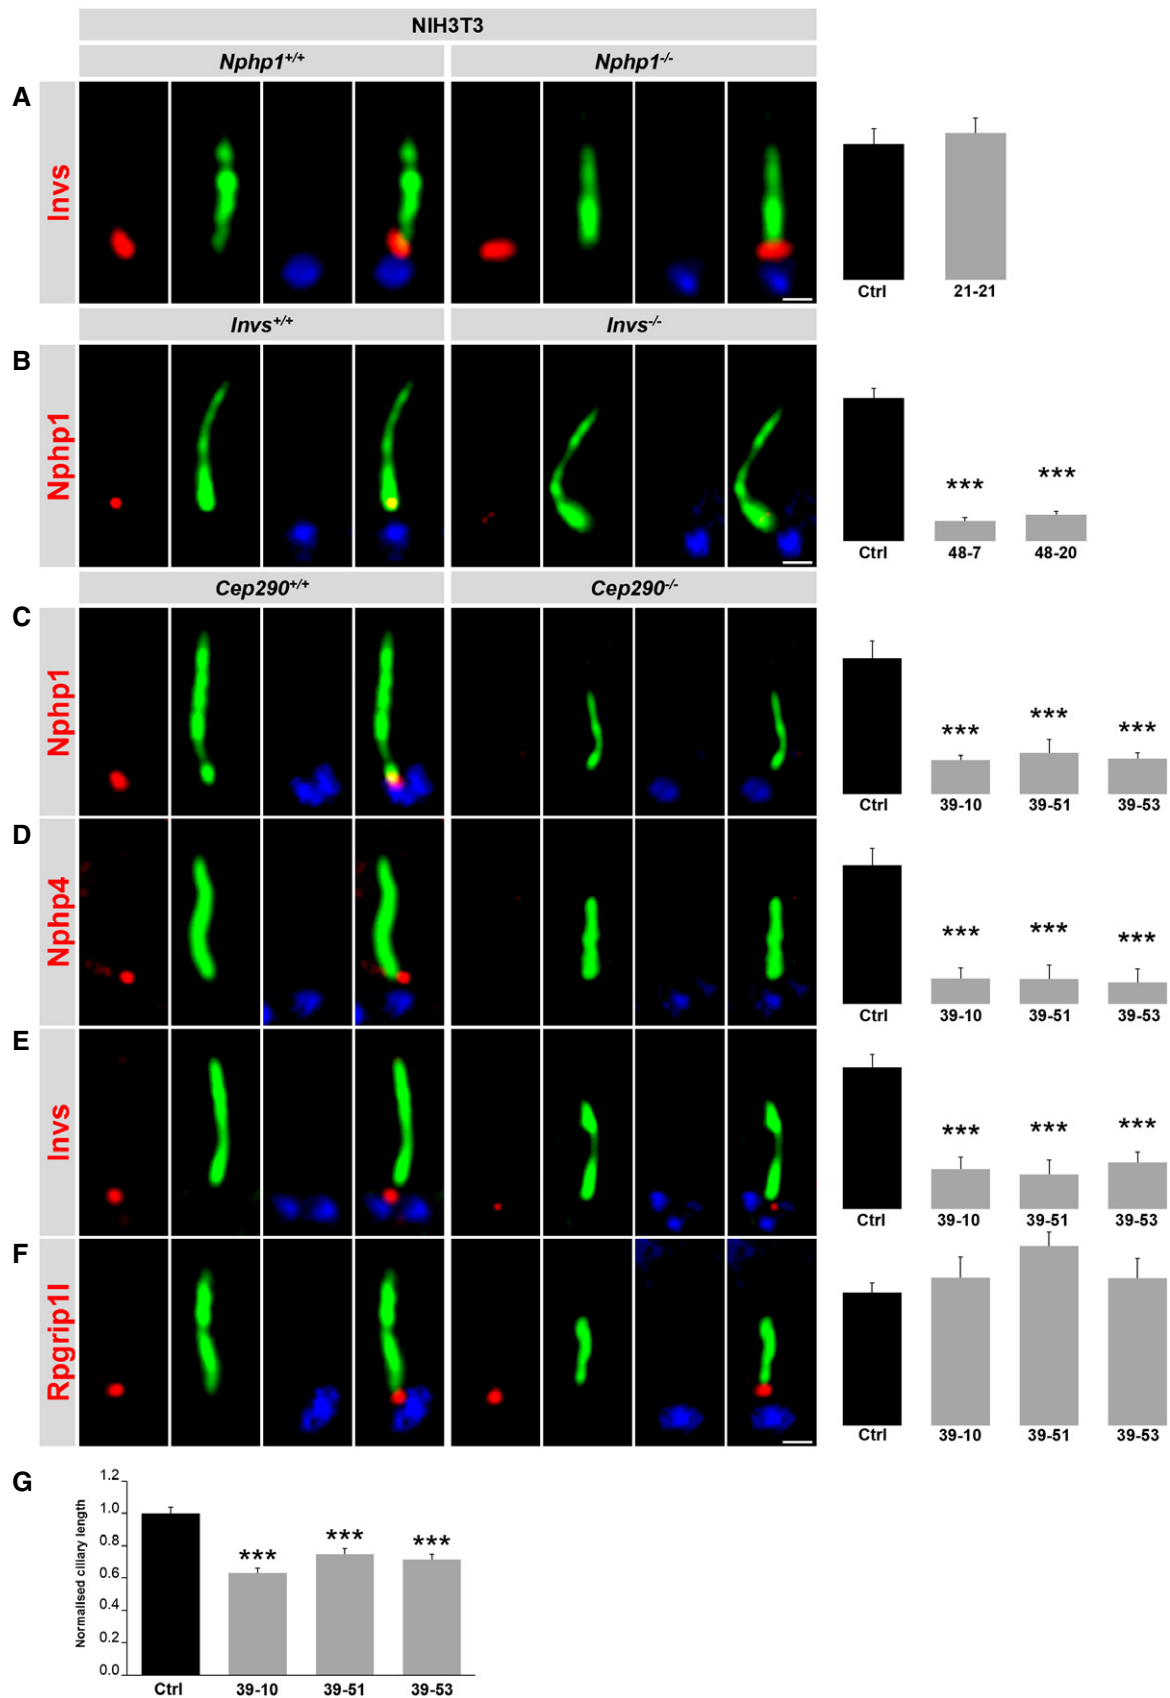 NIH3T3
Nphp1+/+
Nphp1-/-
A
Invs
Ctrl
21-21
Invs+/+
Invs-/-
B
Nphp1
***
***
Ctrl
48-7
48-20
Cep290+/+
Cep290-/-
C
Nphp1
***
***
***
Ctrl
39-10
39-51
39-53
D
Nphp4
***
***
***
Ctrl
39-10
39-51
39-53
E
Invs
***
***
***
Ctrl
39-10
39-51
39-53
F
Rpgrip1l
Ctrl
39-10
39-51
39-53
G
Normalised ciliary length
1.2
1.0
0.8
0.6
0.4
0.2
0.0
***
***
***
Ctrl
39-10
39-51
39-53